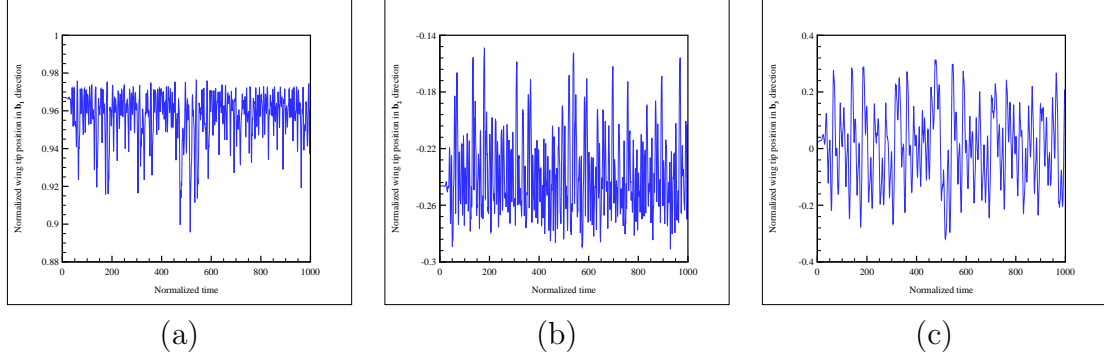 Normalized wing tip position in h₁ direction
1
0.98
0.96
0.94
0.92
0.9
0.88
0 200 400 600 800 1000
Normalized time
(a)
Normalized wing tip position in h₂ direction
-0.14
-0.18
-0.22
-0.26
-0.3
0 200 400 600 800 1000
Normalized time
(b)
Normalized wing tip position in h₃ direction
0.4
0.2
0
-0.2
-0.4
0 200 400 600 800 1000
Normalized time
(c)